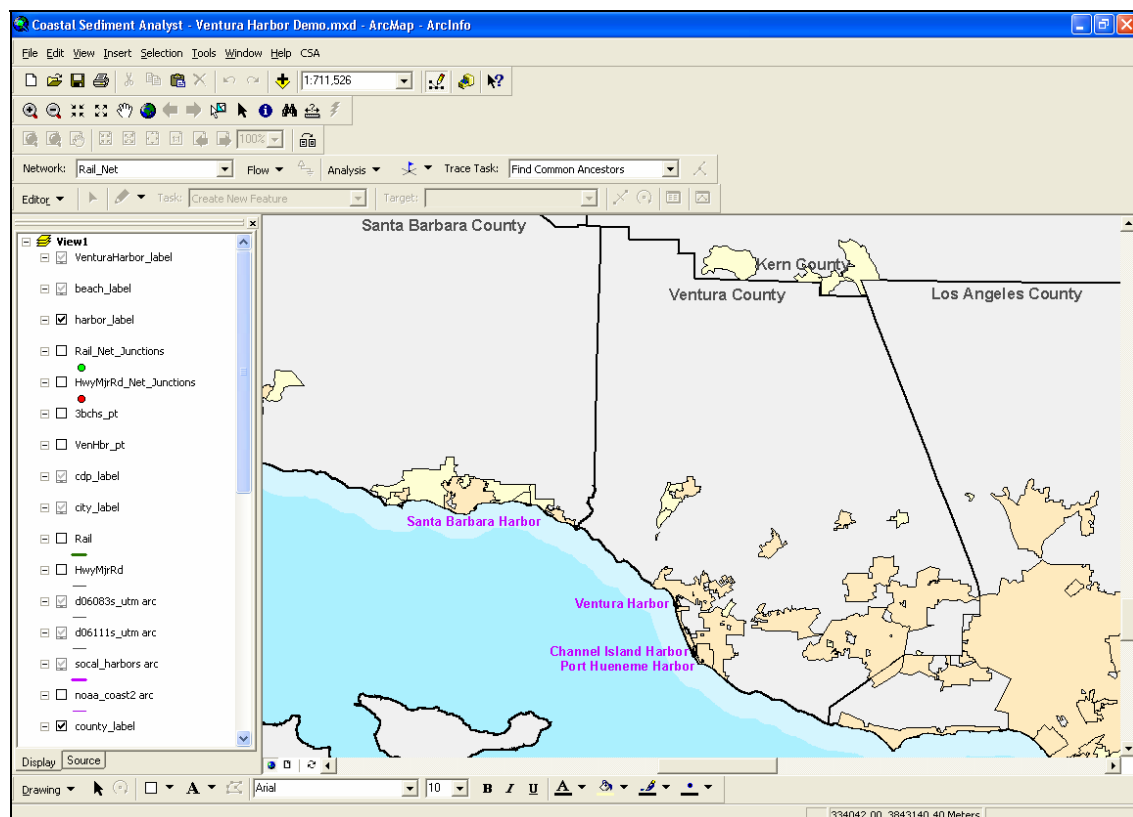 Coastal Sediment Analyst - Ventura Harbor Demo.mxd - ArcMap - ArcInfo
File Edit View Insert Selection Tools Window Help CSA
1:711,526
100%
Network: Rail_Net Flow Analysis Trace Task: Find Common Ancestors
Editor Task: Create New Feature Target:
View1
VenturaHarbor_label
beach_label
harbor_label
Rail_Net_Junctions
HwyMjrRd_Net_Junctions
3bchs_pt
VenHbr_pt
cdp_label
city_label
Rail
HwyMjrRd
d06083s_utm arc
d06111s_utm arc
socal_harbors arc
noaa_coast2 arc
county_label
Display Source
Santa Barbara County
Kern County
Ventura County
Los Angeles County
Santa Barbara Harbor
Ventura Harbor
Channel Island Harbor
Port Hueneme Harbor
Drawing A Arial 10 B I U A
334042.00 3843140.40 Meters